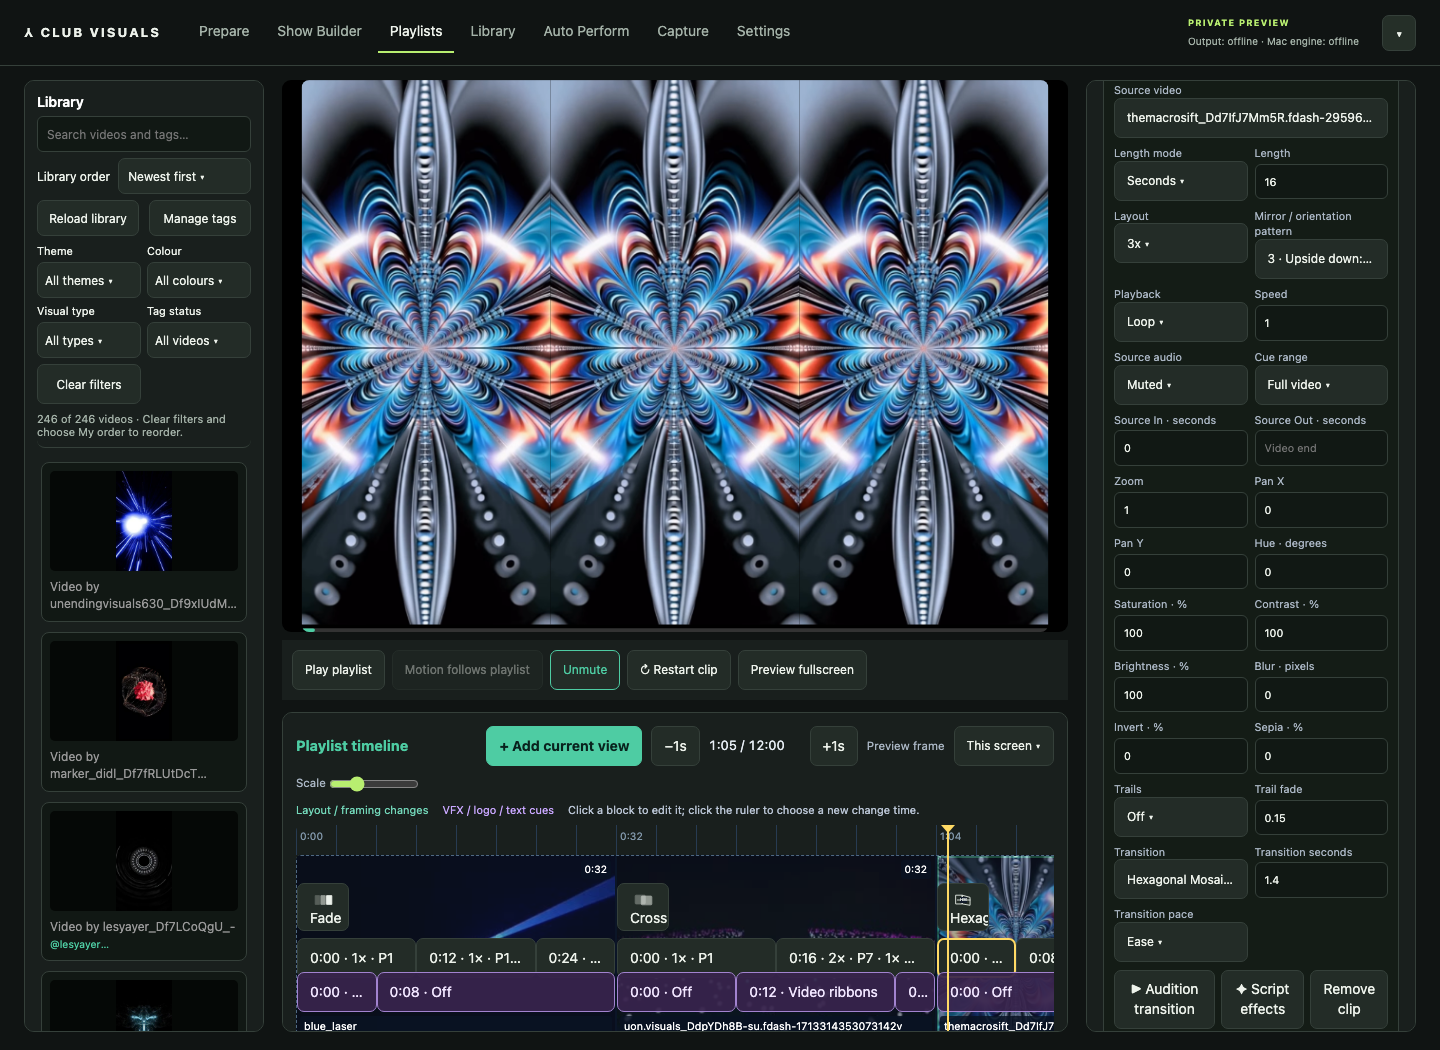 ⅄ CLUB VISUALS
Prepare
Show Builder
Playlists
Library
Auto Perform
Capture
Settings
PRIVATE PREVIEW
Output: offline · Mac engine: offline
Library
Search videos and tags...
Library order
Newest first
Reload library
Manage tags
Theme
Colour
All themes
All colours
Visual type
Tag status
All types
All videos
Clear filters
246 of 246 videos · Clear filters and
choose My order to reorder.
Video by
unendingvisuals630_Df9xIUdM...
Video by
marker_didl_Df7fRLUtDcT...
Video by lesyayer_Df7LCoQgU_-
@lesyayer...
Play playlist
Motion follows playlist
Unmute
↻ Restart clip
Preview fullscreen
Playlist timeline
+ Add current view
−1s
1:05 / 12:00
+1s
Preview frame
This screen
Scale
Layout / framing changes
VFX / logo / text cues
Click a block to edit it; click the ruler to choose a new change time.
0:00
0:32
1:04
0:32
0:32
Fade
Cross
Hexag
0:00 · 1× · P1
0:12 · 1× · P1...
0:24 · ...
0:00 · 1× · P1
0:16 · 2× · P7 · 1× ...
0:00 · ...
0:08
0:00 · ...
0:08 · Off
0:00 · Off
0:12 · Video ribbons
0...
0:00 · Off
blue_laser
uon.visuals_DdpYDh8B-su.fdash-1713314353073142v
themacrosift_Dd7IfJ7
Source video
themacrosift_Dd7IfJ7Mm5R.fdash-29596...
Length mode
Length
Seconds
16
Layout
Mirror / orientation
pattern
3x
3 · Upside down:...
Playback
Speed
Loop
1
Source audio
Cue range
Muted
Full video
Source In · seconds
Source Out · seconds
0
Video end
Zoom
Pan X
1
0
Pan Y
Hue · degrees
0
0
Saturation · %
Contrast · %
100
100
Brightness · %
Blur · pixels
100
0
Invert · %
Sepia · %
0
0
Trails
Trail fade
Off
0.15
Transition
Transition seconds
Hexagonal Mosai...
1.4
Transition pace
Ease
▶ Audition
transition
✦ Script
effects
Remove
clip